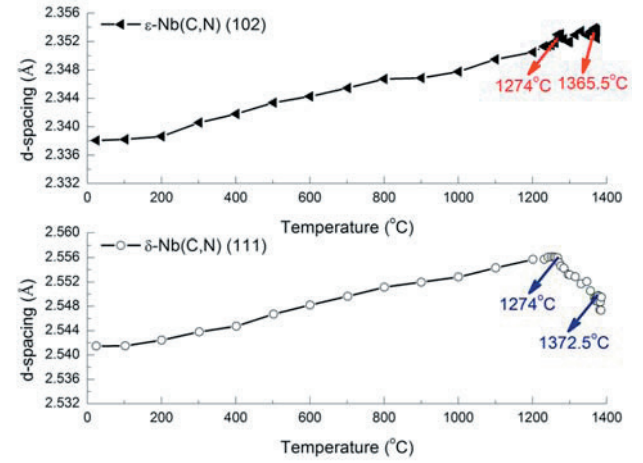 2.356
ε-Nb(C,N) (102)
2.352
2.348
2.344
2.340
2.336
2.332
d-spacing (Å)
1274°C
1365.5°C
0 200 400 600 800 1000 1200 1400
Temperature (°C)
2.560
δ-Nb(C,N) (111)
2.556
2.552
2.548
2.544
2.540
2.536
2.532
d-spacing (Å)
1274°C
1372.5°C
0 200 400 600 800 1000 1200 1400
Temperature (°C)